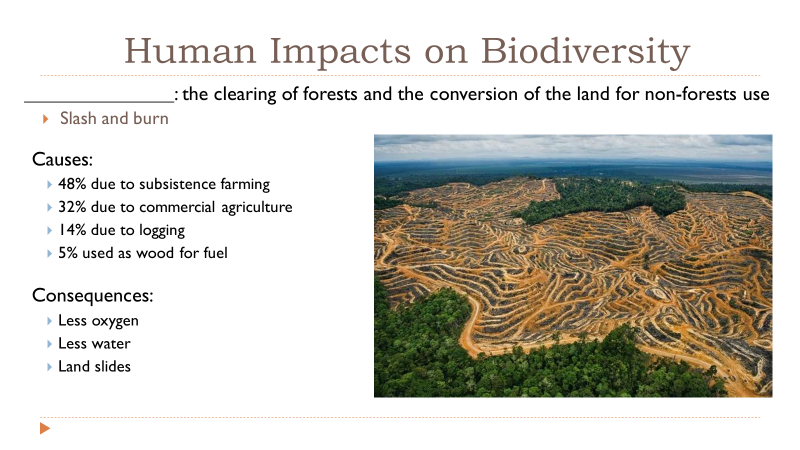 Human Impacts on Biodiversity
_______________: the clearing of forests and the conversion of the land for non-forests use
Slash and burn
Causes:
48% due to subsistence farming
32% due to commercial agriculture
14% due to logging
5% used as wood for fuel
Consequences:
Less oxygen
Less water
Land slides